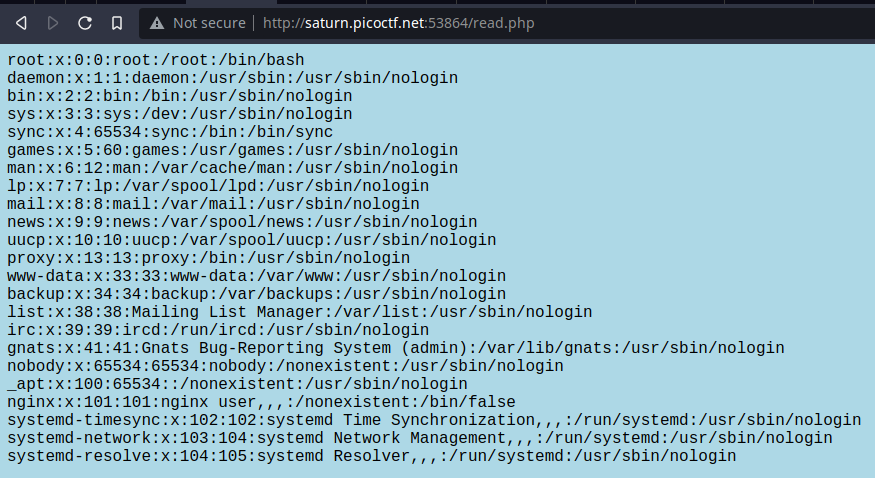 Not secure http://saturn.picoctf.net:53864/read.php
root:x:0:0:root:/root:/bin/bash
daemon:x:1:1:daemon:/usr/sbin:/usr/sbin/nologin
bin:x:2:2:bin:/bin:/usr/sbin/nologin
sys:x:3:3:sys:/dev:/usr/sbin/nologin
sync:x:4:65534:sync:/bin:/bin/sync
games:x:5:60:games:/usr/games:/usr/sbin/nologin
man:x:6:12:man:/var/cache/man:/usr/sbin/nologin
lp:x:7:7:lp:/var/spool/lpd:/usr/sbin/nologin
mail:x:8:8:mail:/var/mail:/usr/sbin/nologin
news:x:9:9:news:/var/spool/news:/usr/sbin/nologin
uucp:x:10:10:uucp:/var/spool/uucp:/usr/sbin/nologin
proxy:x:13:13:proxy:/bin:/usr/sbin/nologin
www-data:x:33:33:www-data:/var/www:/usr/sbin/nologin
backup:x:34:34:backup:/var/backups:/usr/sbin/nologin
list:x:38:38:Mailing List Manager:/var/list:/usr/sbin/nologin
irc:x:39:39:ircd:/run/ircd:/usr/sbin/nologin
gnats:x:41:41:Gnats Bug-Reporting System (admin):/var/lib/gnats:/usr/sbin/nologin
nobody:x:65534:65534:nobody:/nonexistent:/usr/sbin/nologin
_apt:x:100:65534::/nonexistent:/usr/sbin/nologin
nginx:x:101:101:nginx user,,,:/nonexistent:/bin/false
systemd-timesync:x:102:102:systemd Time Synchronization,,,:/run/systemd:/usr/sbin/nologin
systemd-network:x:103:104:systemd Network Management,,,:/run/systemd:/usr/sbin/nologin
systemd-resolve:x:104:105:systemd Resolver,,,:/run/systemd:/usr/sbin/nologin